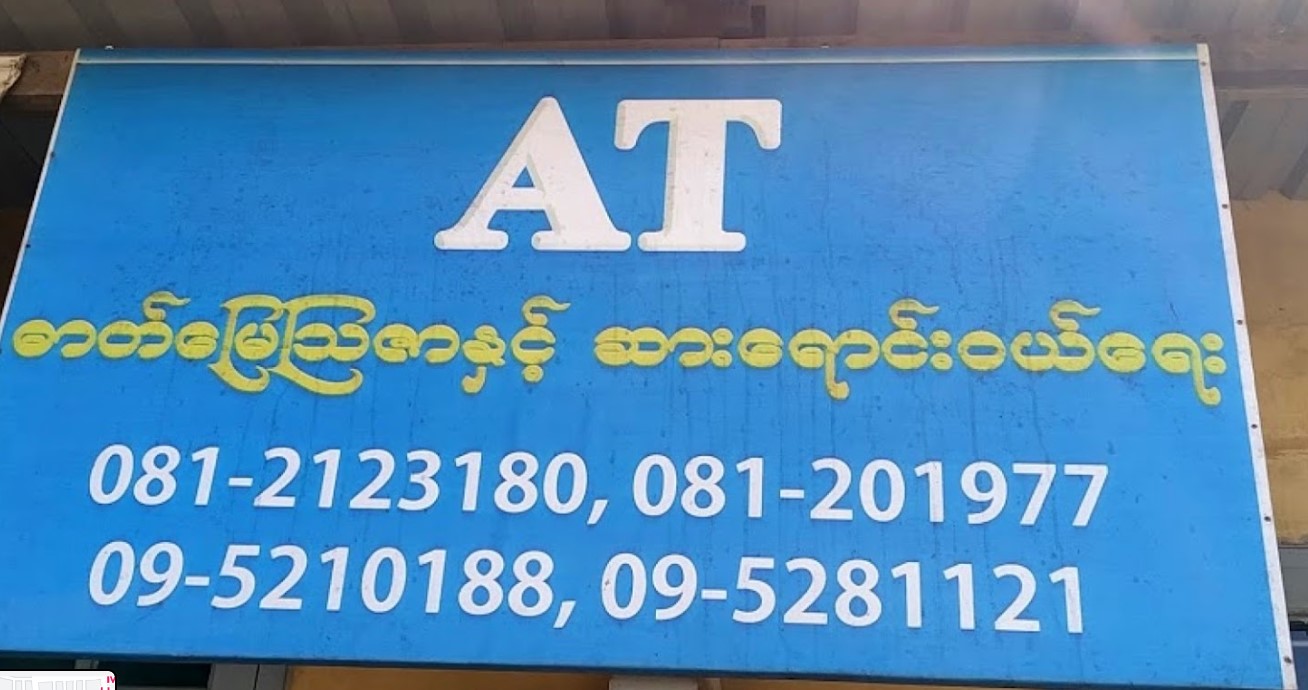 AT
ဓာတ်မြေဩဇာနှင့် ဆားရောင်းဝယ်ရေး
081-2123180, 081-201977
09-5210188, 09-5281121